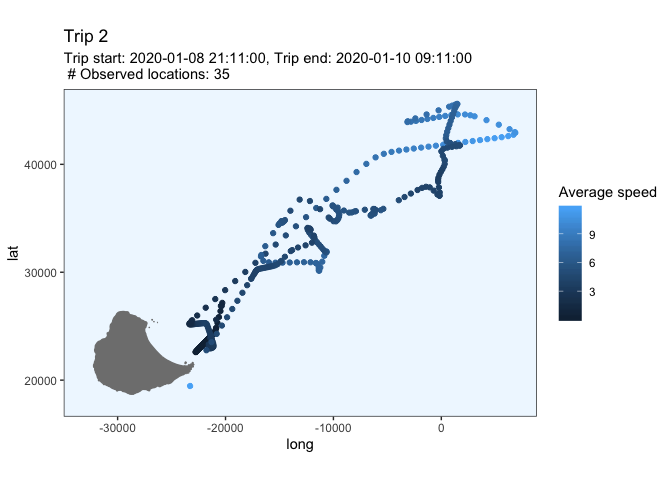 Trip 2
Trip start: 2020-01-08 21:11:00, Trip end: 2020-01-10 09:11:00
# Observed locations: 35
40000
30000
20000
lat
-30000
-20000
-10000
0
long
Average speed
9
6
3